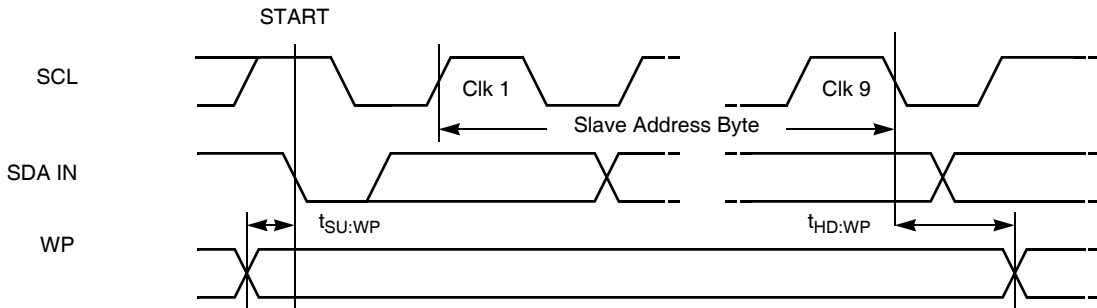 START
SCL
Clk 1
Clk 9
Slave Address Byte
SDA IN
tSU:WP
tHD:WP
WP